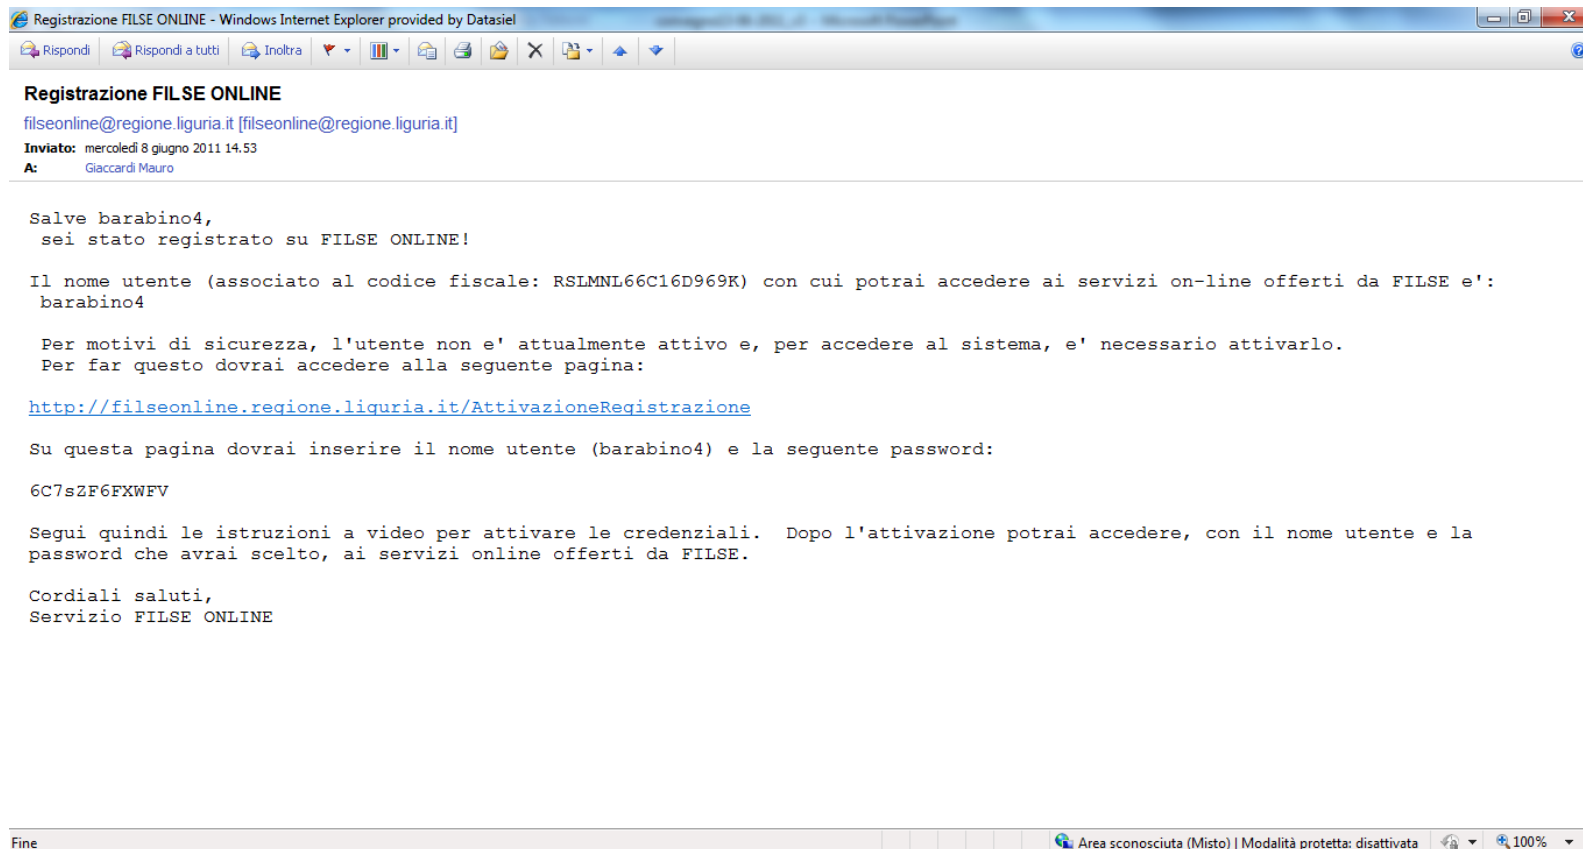 Registrazione FILSE ONLINE - Windows Internet Explorer provided by Datasiel
Rispondi Rispondi a tutti Inoltra
Registrazione FILSE ONLINE
filseonline@regione.liguria.it [filseonline@regione.liguria.it]
Inviato: mercoledì 8 giugno 2011 14.53
A: Giaccardi Mauro
Salve barabino4,
sei stato registrato su FILSE ONLINE!
Il nome utente (associato al codice fiscale: RSLMNL66C16D969K) con cui potrai accedere ai servizi on-line offerti da FILSE e':
barabino4
Per motivi di sicurezza, l'utente non e' attualmente attivo e, per accedere al sistema, e' necessario attivarlo.
Per far questo dovrai accedere alla seguente pagina:
http://filseonline.regione.liguria.it/AttivazioneRegistrazione
Su questa pagina dovrai inserire il nome utente (barabino4) e la seguente password:
6C7sZF6FXWFV
Segui quindi le istruzioni a video per attivare le credenziali.  Dopo l'attivazione potrai accedere, con il nome utente e la
password che avrai scelto, ai servizi online offerti da FILSE.
Cordiali saluti,
Servizio FILSE ONLINE
Fine Area sconosciuta (Misto) | Modalità protetta: disattivata 100%